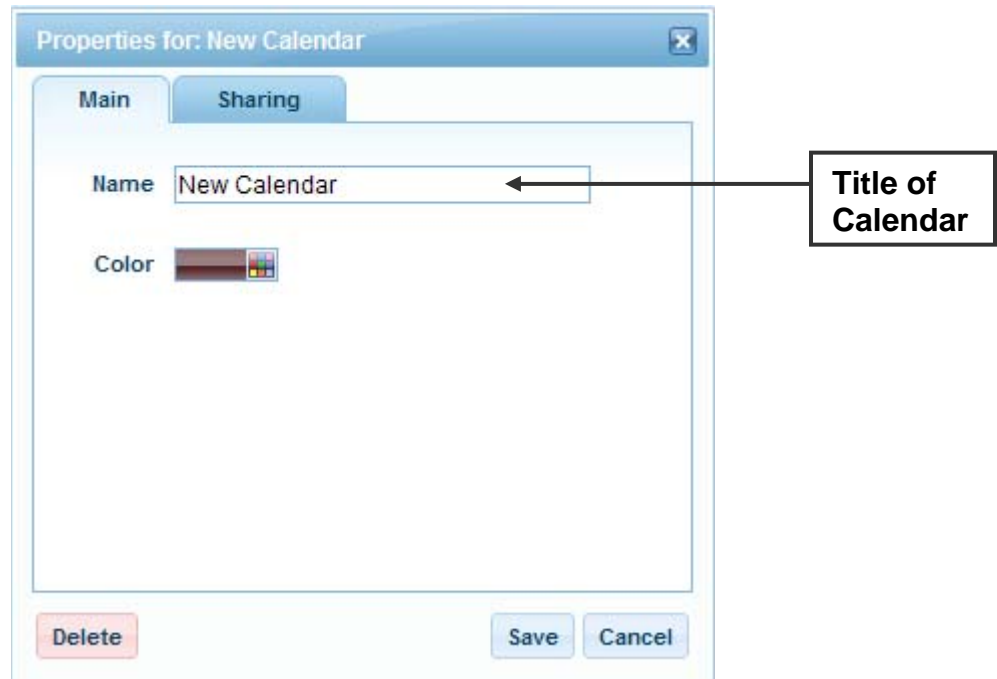 Properties for: New Calendar
Main Sharing
Name New Calendar
Title of
Calendar
Color
Delete Save Cancel